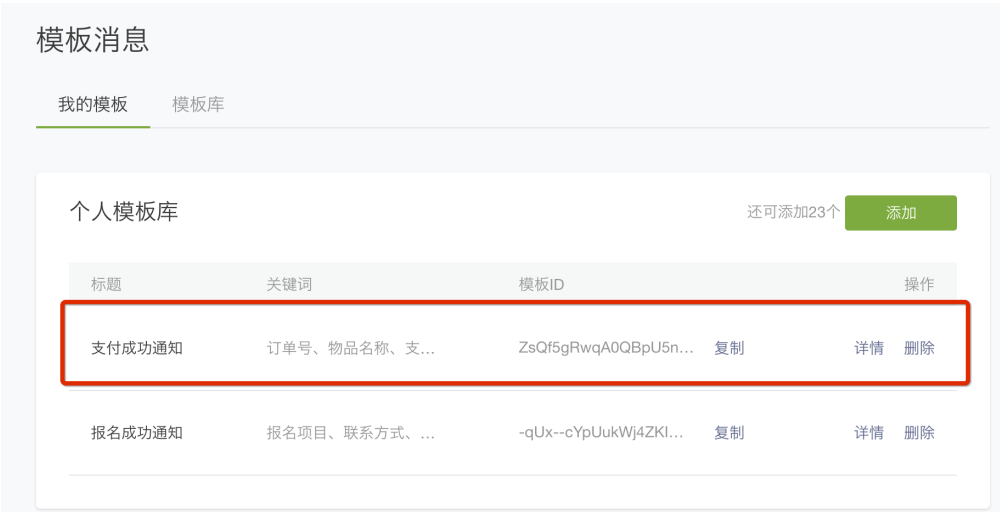 模板消息
我的模板 模板库
个人模板库 还可添加23个 添加
标题 关键词 模板ID 操作
支付成功通知 订单号、物品名称、支... ZsQf5gRwqA0QBpU5n... 复制 详情 删除
报名成功通知 报名项目、联系方式、... -qUx--cYpUukWj4ZKI... 复制 详情 删除